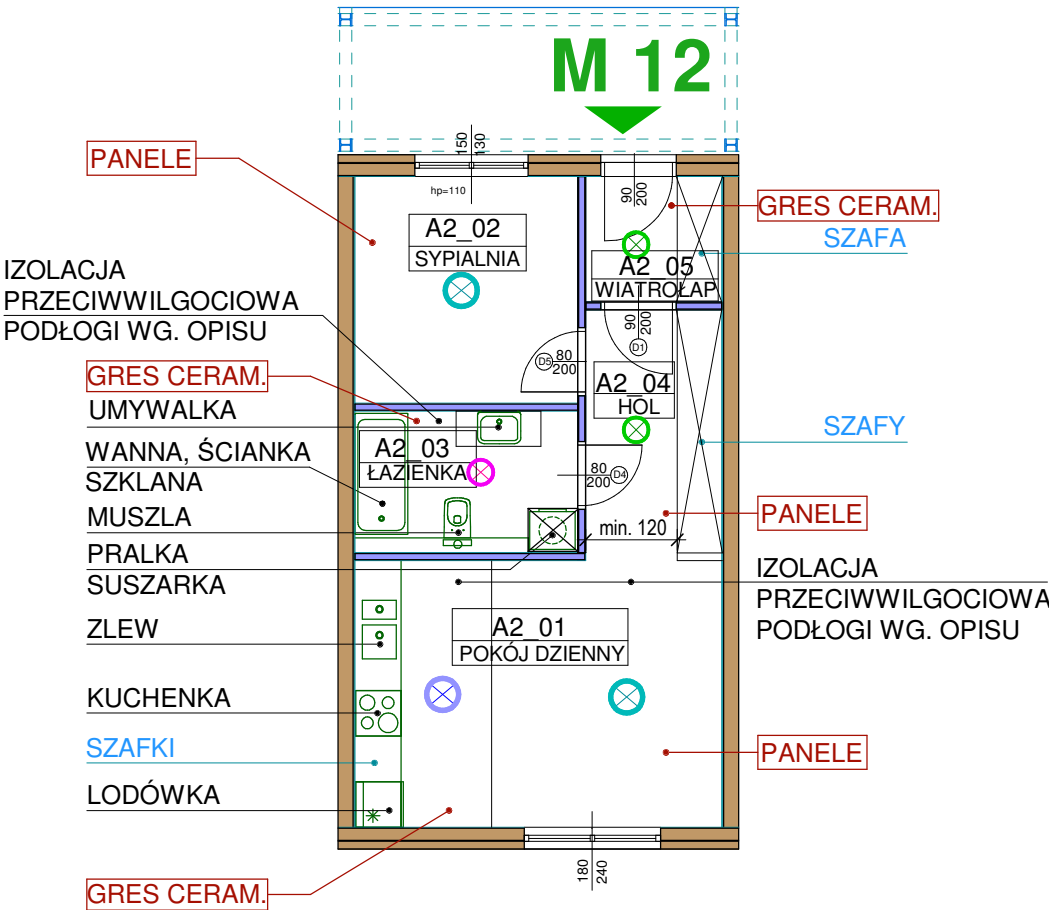 M 12
150
130
PANELE
hp=110
90
200
GRES CERAM.
SZAFA
A2_02
SYPIALNIA
A2_05
WIATROŁAP
IZOLACJA
PRZECIWWILGOCIOWA
PODŁOGI WG. OPISU
90
200
D1
D5
80
200
GRES CERAM.
A2_04
HOL
UMYWALKA
SZAFY
WANNA, ŚCIANKA
SZKLANA
A2_03
ŁAZIENKA
80
200
D4
MUSZLA
PANELE
min. 120
PRALKA
SUSZARKA
IZOLACJA
PRZECIWWILGOCIOWA
PODŁOGI WG. OPISU
ZLEW
A2_01
POKÓJ DZIENNY
KUCHENKA
SZAFKI
PANELE
LODÓWKA
180
240
GRES CERAM.